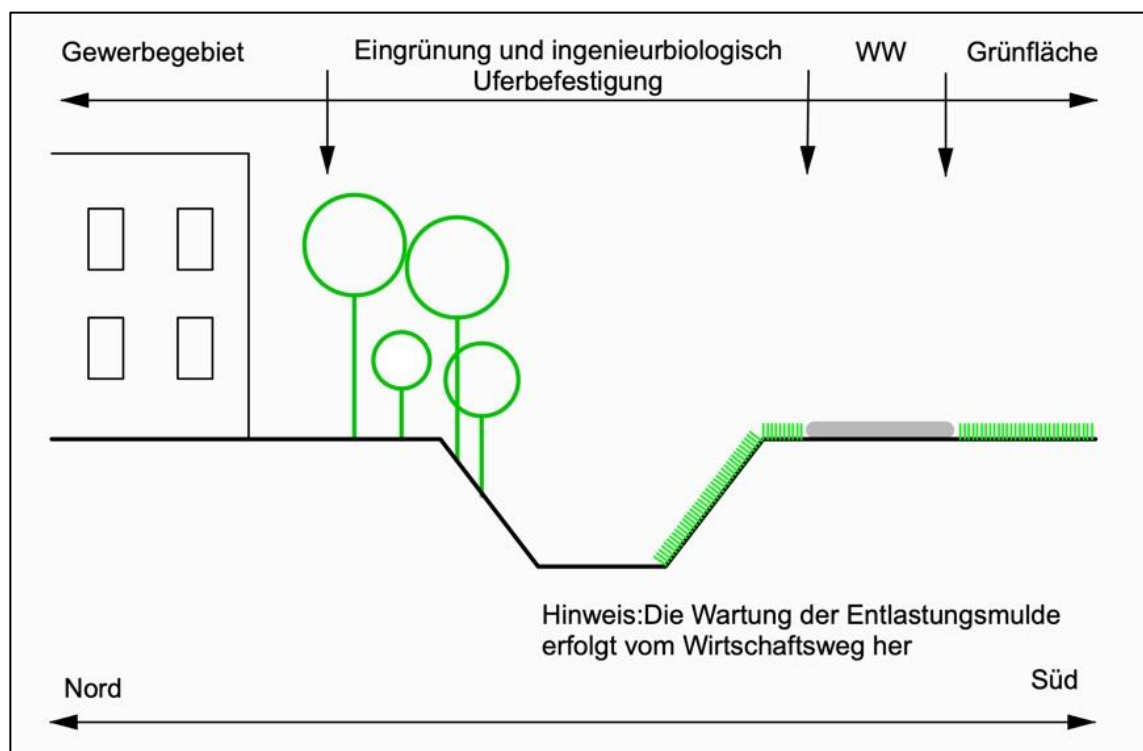 Gewerbegebiet
Eingrünung und ingenieurbiologisch
Uferbefestigung
WW
Grünfläche
Hinweis:Die Wartung der Entlastungsmulde
erfolgt vom Wirtschaftsweg her
Nord
Süd